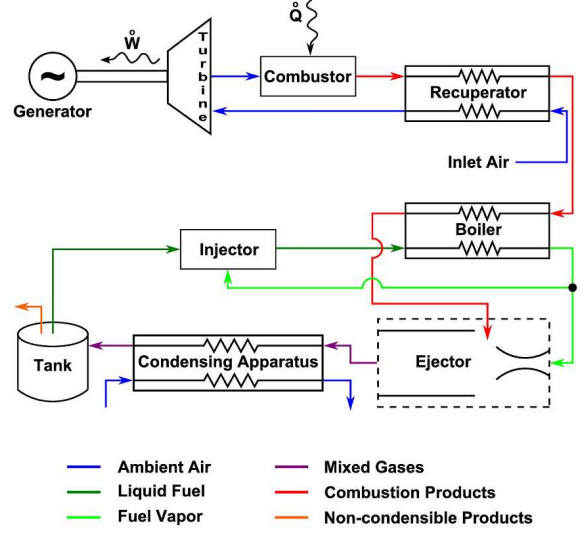 Q̊
Ẇ
~
Turbine
Combustor
Generator
Recuperator
Inlet Air
Boiler
Injector
Tank
Condensing Apparatus
Ejector
Ambient Air
Mixed Gases
Liquid Fuel
Combustion Products
Fuel Vapor
Non-condensible Products